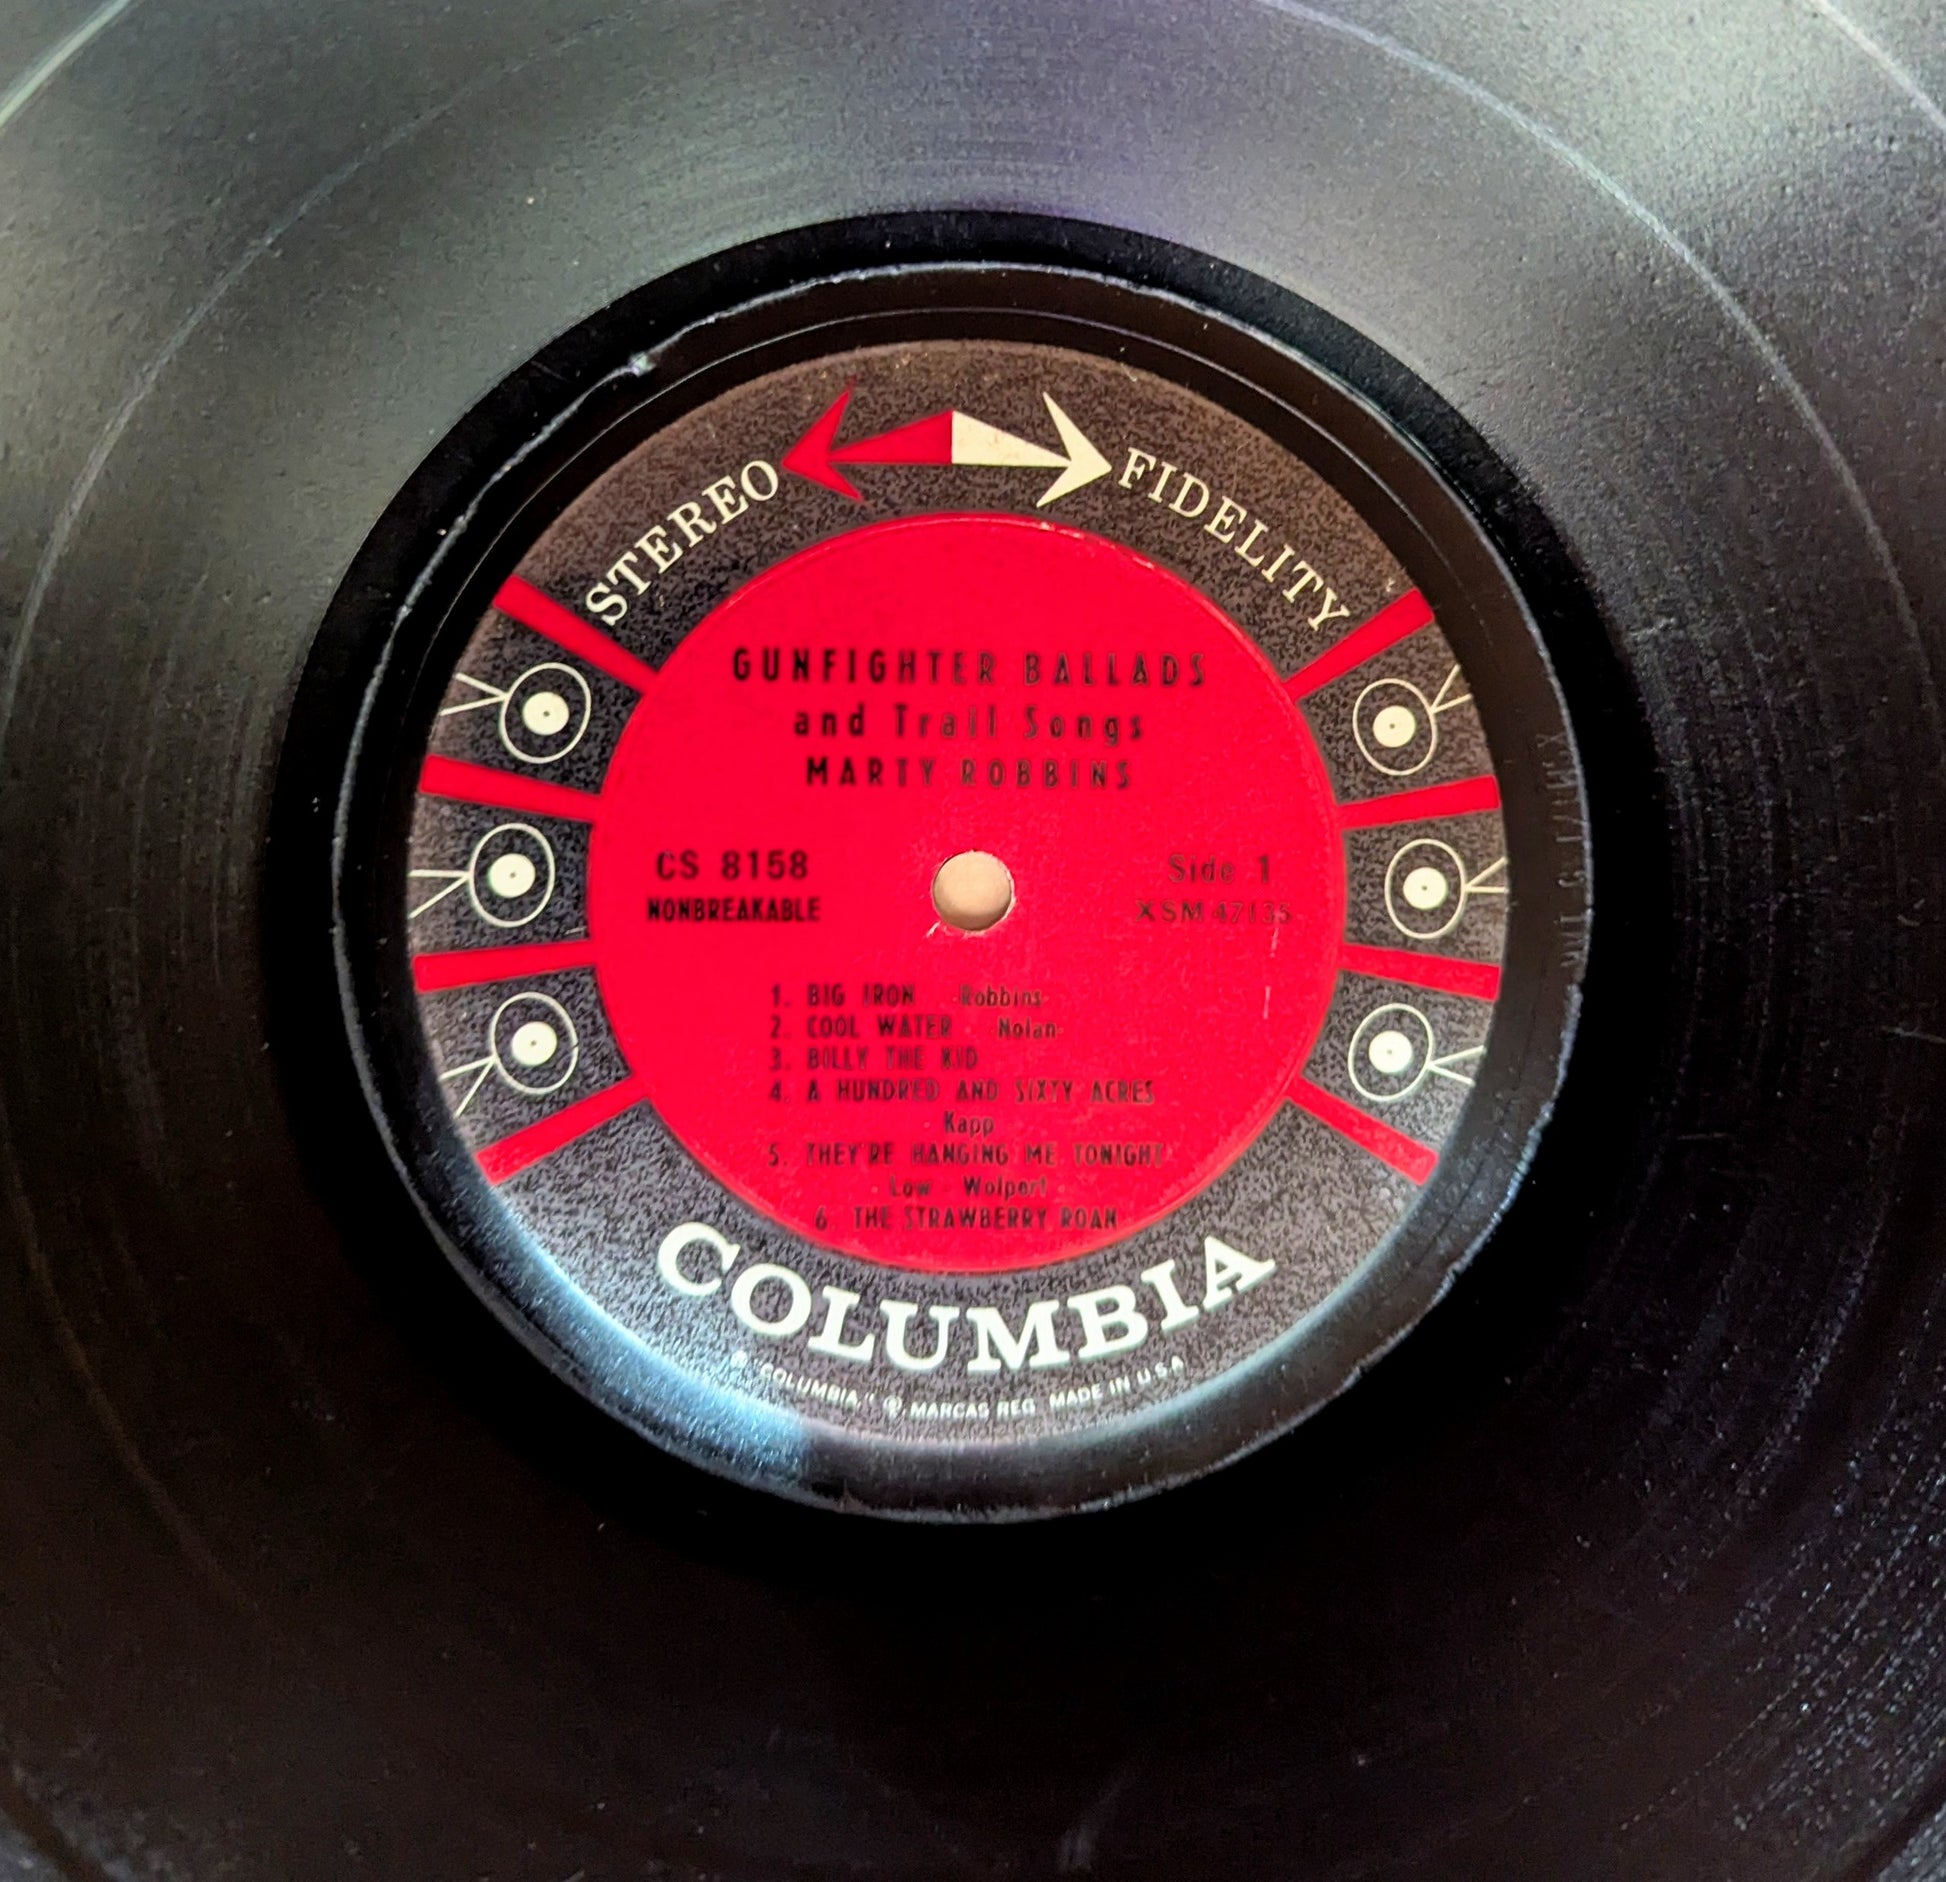 STEREO FIDELITY
GUNFIGHTER BALLADS
and Trail Songs
MARTY ROBBINS
CS 8158
NONBREAKABLE
Side 1
XSM 47135
1. BIG IRON -Robbins-
2. COOL WATER -Nolan-
3. BILLY THE KID
4. A HUNDRED AND SIXTY ACRES
- Kapp -
5. THEY'RE HANGING ME TONIGHT
- Low - Wolpert -
6. THE STRAWBERRY ROAN
COLUMBIA
"COLUMBIA," MARCAS REG. MADE IN U.S.A.